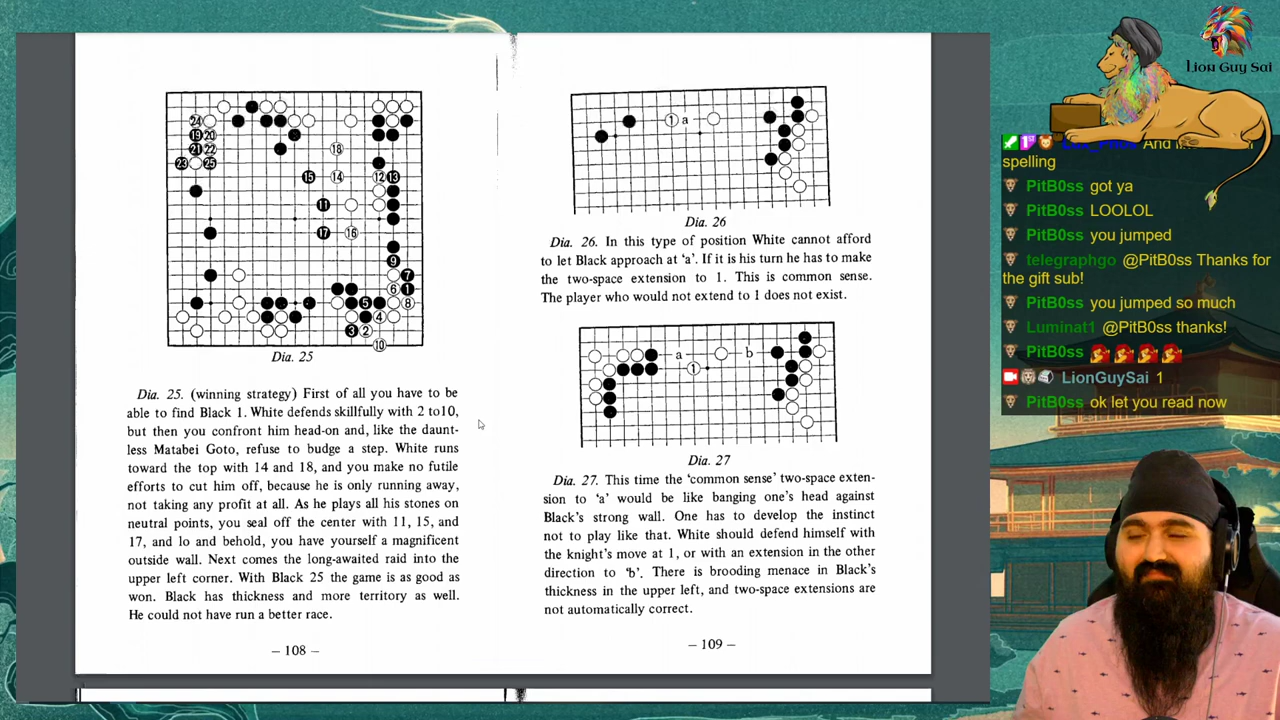 Dia. 25
Dia. 25. (winning strategy) First of all you have to be
able to find Black 1. White defends skillfully with 2 to10,
but then you confront him head-on and, like the daunt-
less Matabei Goto, refuse to budge a step. White runs
toward the top with 14 and 18, and you make no futile
efforts to cut him off, because he is only running away,
not taking any profit at all. As he plays all his stones on
neutral points, you seal off the center with 11, 15, and
17, and lo and behold, you have yourself a magnificent
outside wall. Next comes the long-awaited raid into the
upper left corner. With Black 25 the game is as good as
won. Black has thickness and more territory as well.
He could not have run a better race.
– 108 –
1 a
Dia. 26
Dia. 26. In this type of position White cannot afford
to let Black approach at ‘a’. If it is his turn he has to make
the two-space extension to 1. This is common sense.
The player who would not extend to 1 does not exist.
a b
1
Dia. 27
Dia. 27. This time the ‘common sense’ two-space exten-
sion to ‘a’ would be like banging one’s head against
Black’s strong wall. One has to develop the instinct
not to play like that. White should defend himself with
the knight’s move at 1, or with an extension in the other
direction to ‘b’. There is brooding menace in Black’s
thickness in the upper left, and two-space extensions are
not automatically correct.
– 109 –
Lion Guy Sai
spelling
PitB0ss got ya
PitB0ss LOOLOL
PitB0ss you jumped
telegraphgo @PitB0ss Thanks for
the gift sub!
PitB0ss you jumped so much
Luminat1 @PitB0ss thanks!
PitB0ss
LionGuySai 1
PitB0ss ok let you read now